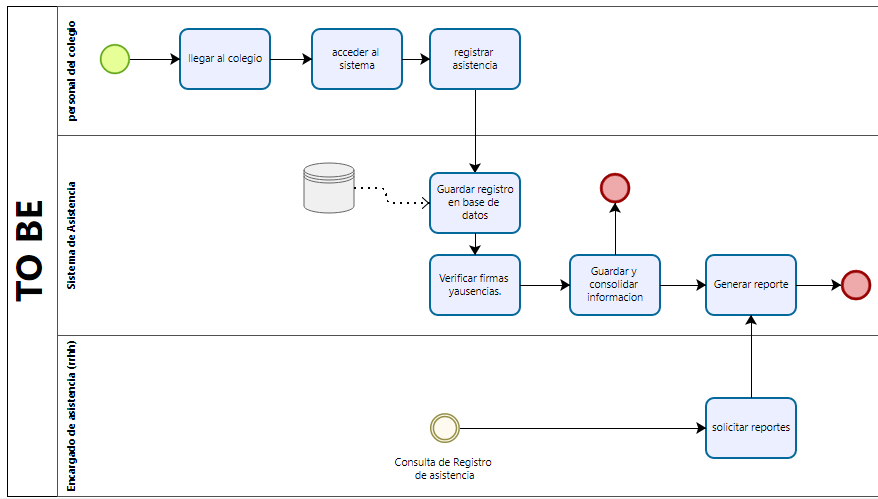 TO BE
personal del colegio
llegar al colegio
acceder al
sistema
registrar
asistencia
Sistema de Asistencia
Guardar registro
en base de
datos
Verificar firmas
yausencias.
Guardar y
consolidar
informacion
Generar reporte
Encargado de asistencia (rrhh)
Consulta de Registro
de asistencia
solicitar reportes